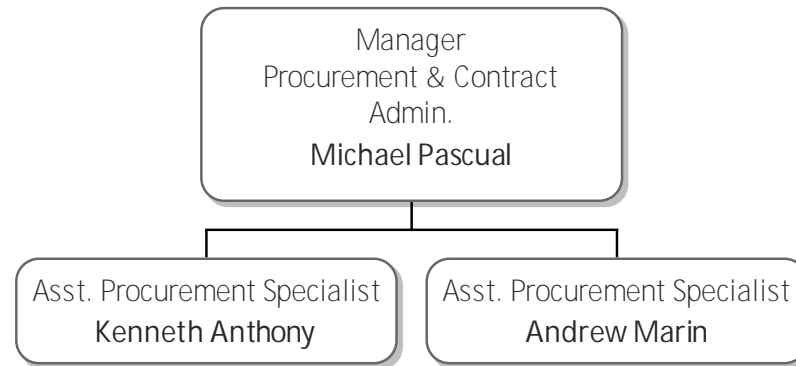 Manager
Procurement & Contract
Admin.
Michael Pascual
Asst. Procurement Specialist
Kenneth Anthony
Asst. Procurement Specialist
Andrew Marin